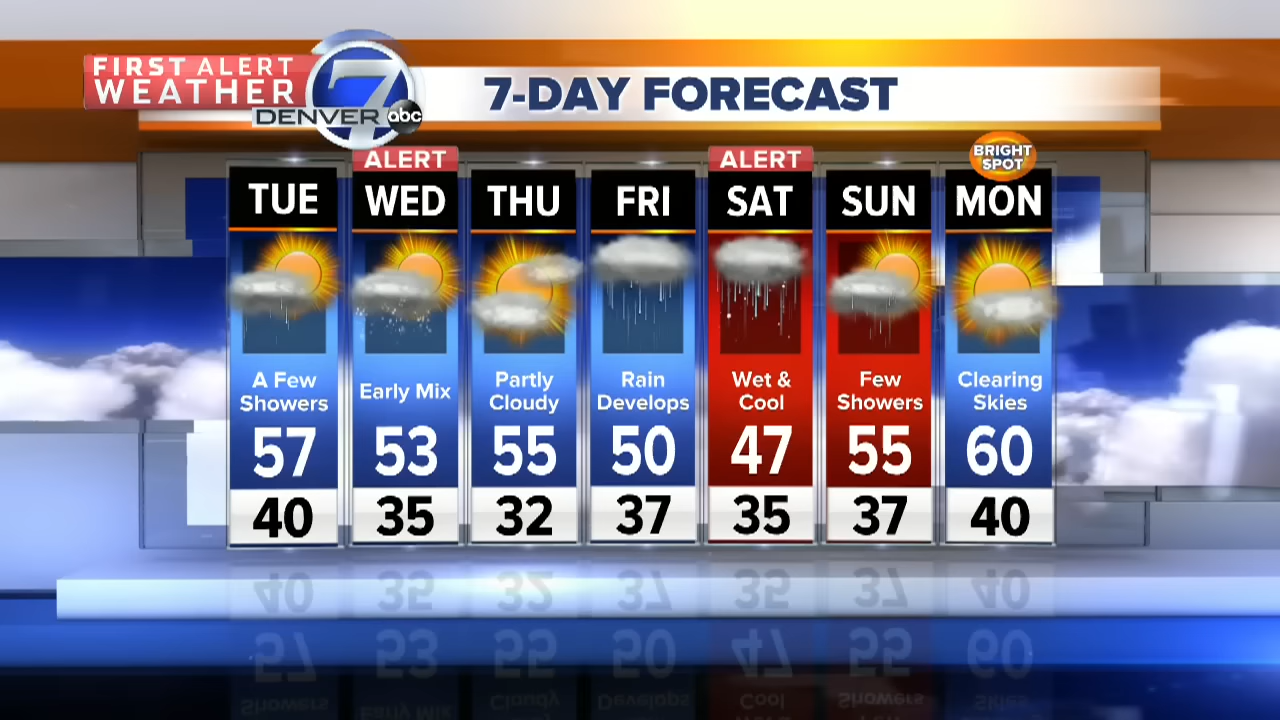 FIRST ALERT
WEATHER
7
DENVER
abc
7-DAY FORECAST
ALERT
ALERT
BRIGHT
SPOT
TUE WED THU FRI SAT SUN MON
A Few
Showers
Early Mix
Partly
Cloudy
Rain
Develops
Wet &
Cool
Few
Showers
Clearing
Skies
57 53 55 50 47 55 60
40 35 32 37 35 37 40